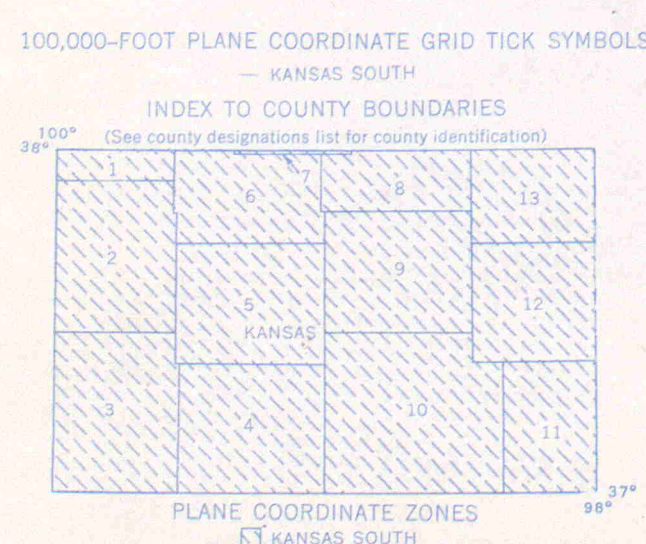 100,000-FOOT PLANE COORDINATE GRID TICK SYMBOLS
— KANSAS SOUTH
INDEX TO COUNTY BOUNDARIES
100° (See county designations list for county identification)
38°
1
7
6
8
13
2
9
5
12
KANSAS
3
4
10
11
37°
PLANE COORDINATE ZONES
98°
KANSAS SOUTH